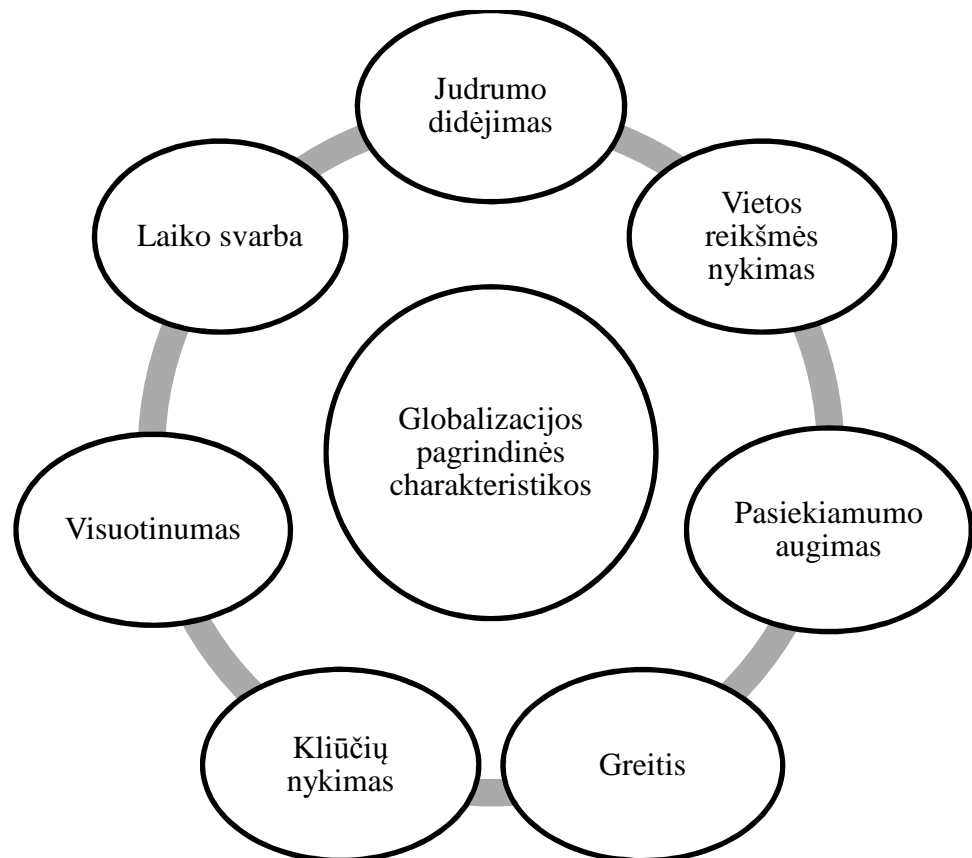 Judrumo
didėjimas
Vietos
reikšmės
nykimas
Laiko svarba
Globalizacijos
pagrindinės
charakteristikos
Visuotinumas
Pasiekiamumo
augimas
Kliūčių
nykimas
Greitis